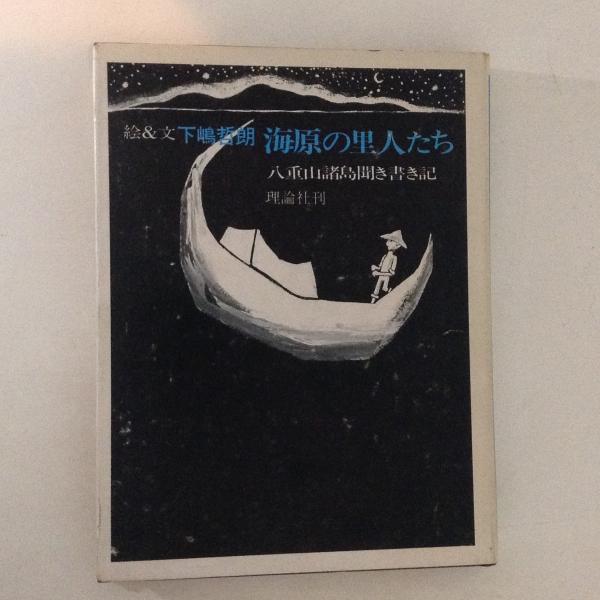 絵&文 下嶋哲朗 海原の里人たち
八重山諸島聞き書き記
理論社刊